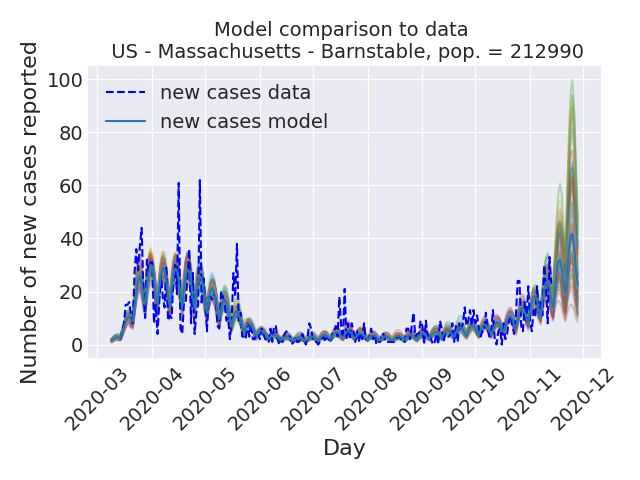 Model comparison to data
US - Massachusetts - Barnstable, pop. = 212990
Number of new cases reported
100
80
60
40
20
0
new cases data
new cases model
2020-03
2020-04
2020-05
2020-06
2020-07
2020-08
2020-09
2020-10
2020-11
2020-12
Day